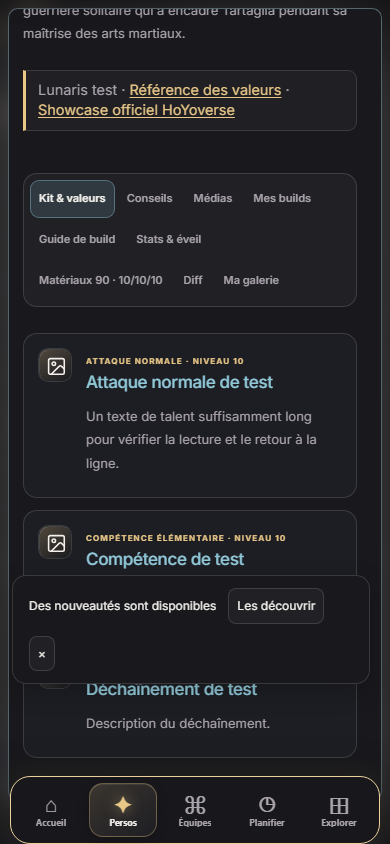 guerrière solitaire qui a encadré Tartaglia pendant sa
maîtrise des arts martiaux.
Lunaris test · Référence des valeurs ·
Showcase officiel HoYoverse
Kit & valeurs
Conseils
Médias
Mes builds
Guide de build
Stats & éveil
Matériaux 90 · 10/10/10
Diff
Ma galerie
ATTAQUE NORMALE · NIVEAU 10
Attaque normale de test
Un texte de talent suffisamment long
pour vérifier la lecture et le retour à la
ligne.
COMPÉTENCE ÉLÉMENTAIRE · NIVEAU 10
Compétence de test
Des nouveautés sont disponibles
Les découvrir
×
Déchaînement de test
Description du déchaînement.
Accueil
Persos
Équipes
Planifier
Explorer